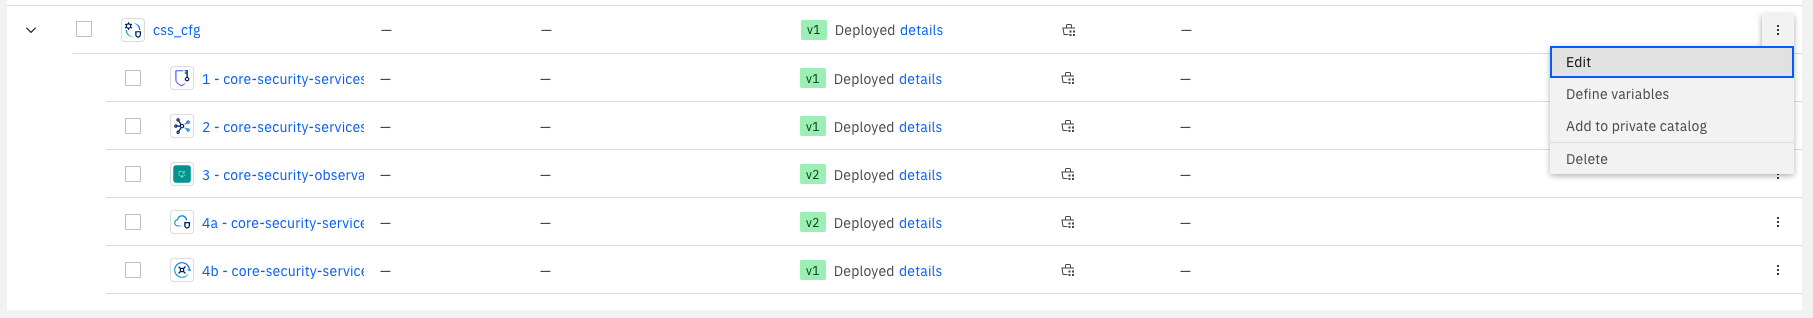 css_cfg — — v1 Deployed details —
Edit
1 - core-security-services — — v1 Deployed details —
Define variables
2 - core-security-services — — v1 Deployed details —
Add to private catalog
Delete
3 - core-security-observa — — v2 Deployed details —
4a - core-security-service — — v2 Deployed details —
4b - core-security-service — — v1 Deployed details —